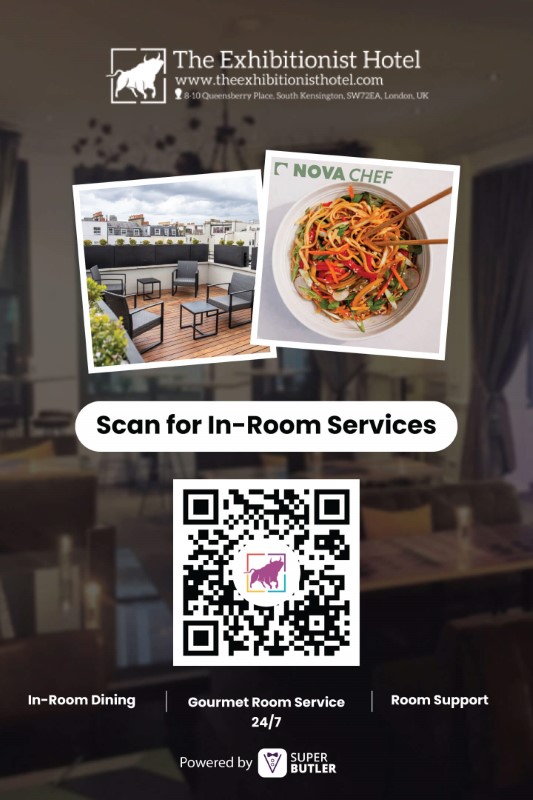 The Exhibitionist Hotel
www.theexhibitionisthotel.com
8-10 Queensberry Place, South Kensington, SW72EA, London, UK
NOVA CHEF
Scan for In-Room Services
In-Room Dining
Gourmet Room Service
24/7
Room Support
Powered by SUPER
BUTLER